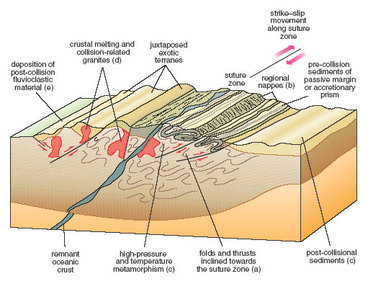 strike–slip
movement
along suture
zone
crustal melting and
collision-related
granites (d)
juxtaposed
exotic
terranes
deposition of
post-collision
fluvioclastic
material (e)
suture
zone
regional
nappes (b)
pre-collision
sediments of
passive margin
or accretionary
prism
remnant
oceanic
crust
high-pressure
and temperature
metamorphism (c)
folds and thrusts
inclined towards
the suture zone (a)
post-collisional
sediments (c)